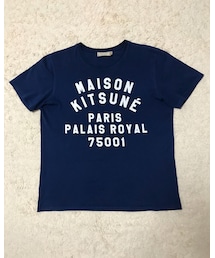 MAISON
KITSUNÉ
PARIS
PALAIS ROYAL
75001